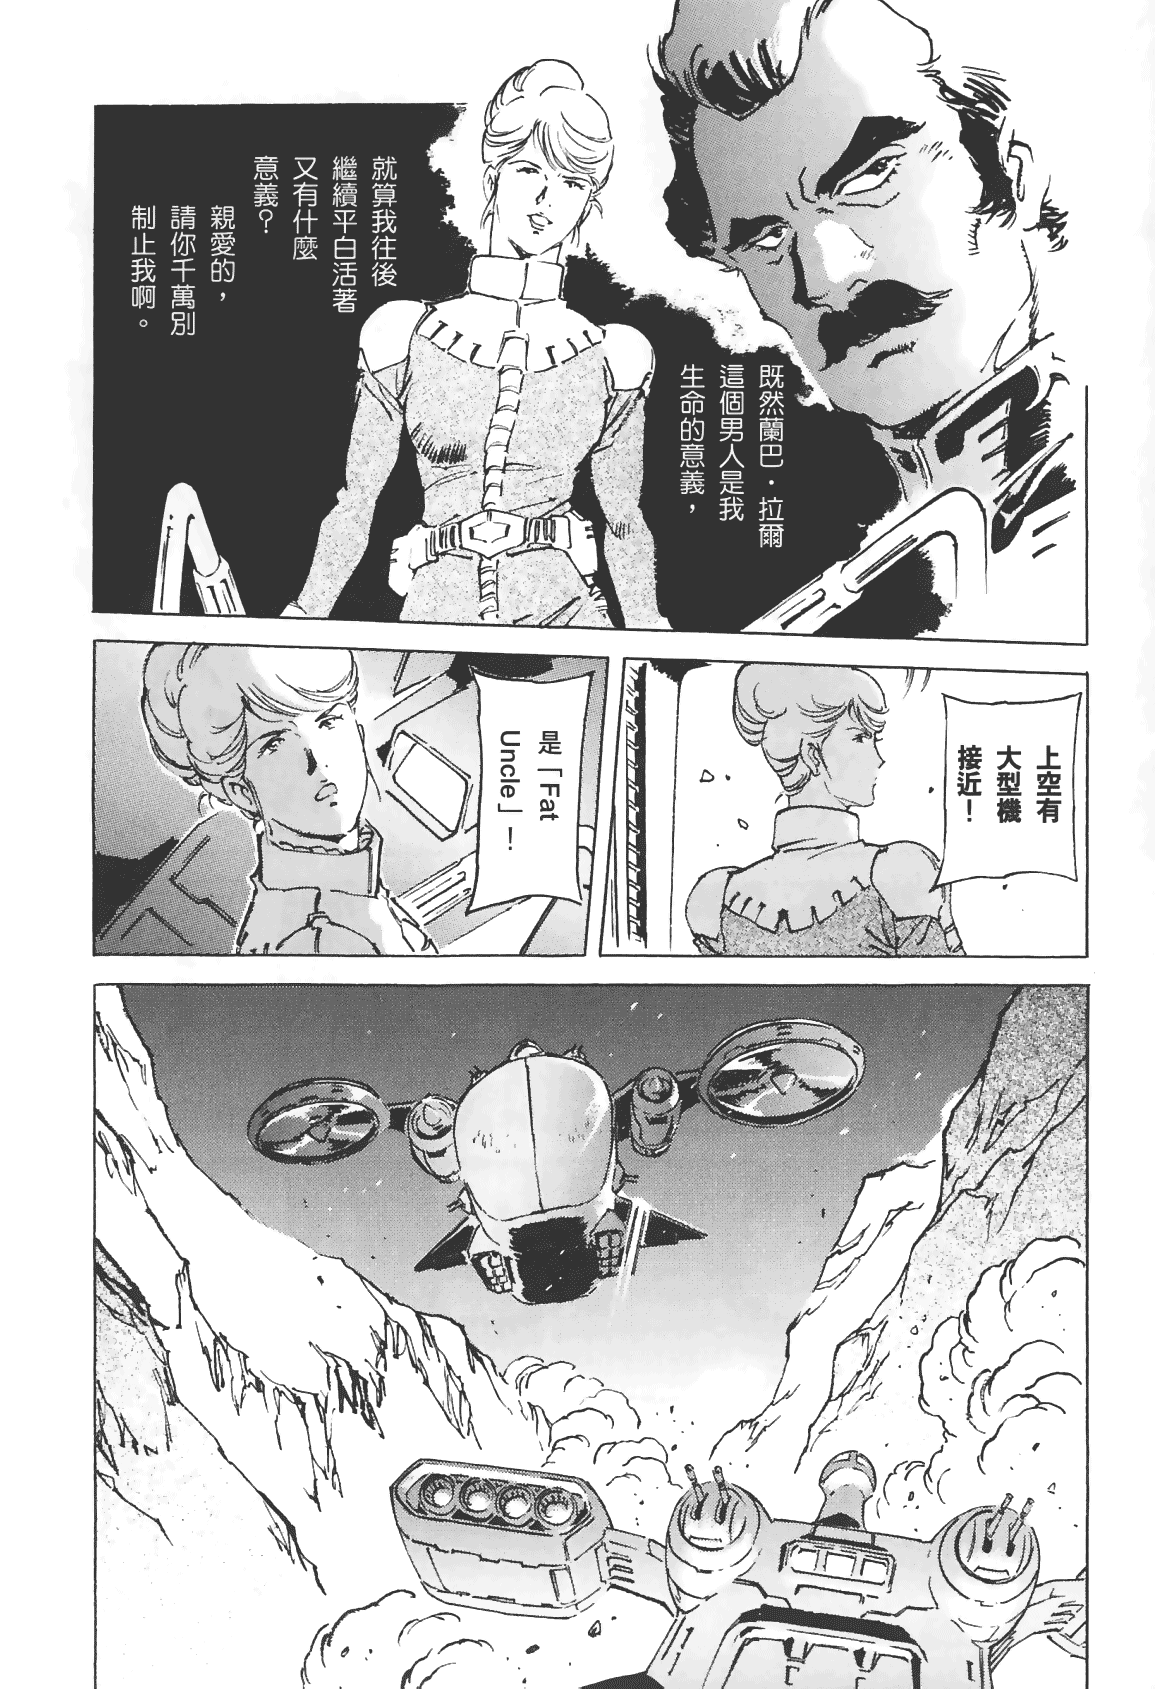 既然蘭巴・拉爾
這個男人是我
生命的意義，
就算我往後
繼續平白活著
又有什麼
意義？
親愛的，
請你千萬別
制止我啊。
上空有
大型機
接近！
是「Fat
Uncle」！